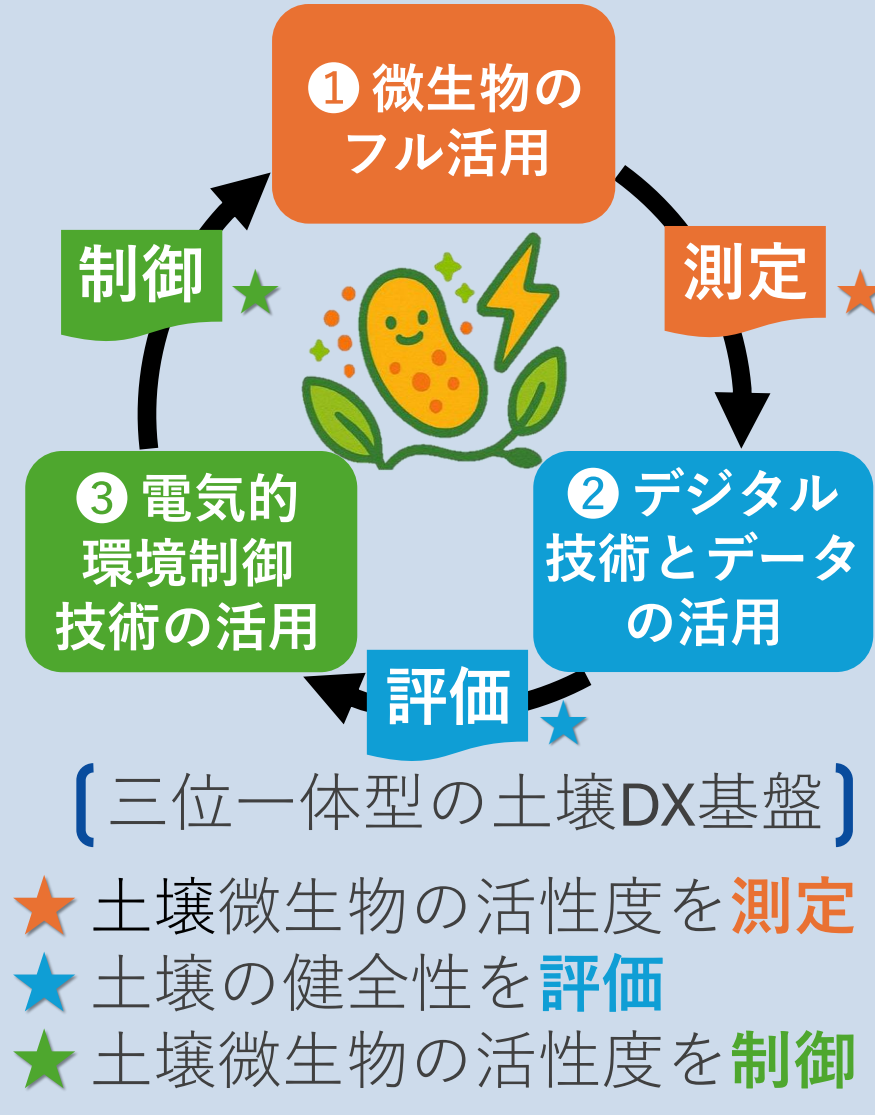 ❶ 微生物の
フル活用
制御
測定
❸ 電気的
環境制御
技術の活用
❷ デジタル
技術とデータ
の活用
評価
[三位一体型の土壌DX基盤]
★ 土壌微生物の活性度を測定
★ 土壌の健全性を評価
★ 土壌微生物の活性度を制御